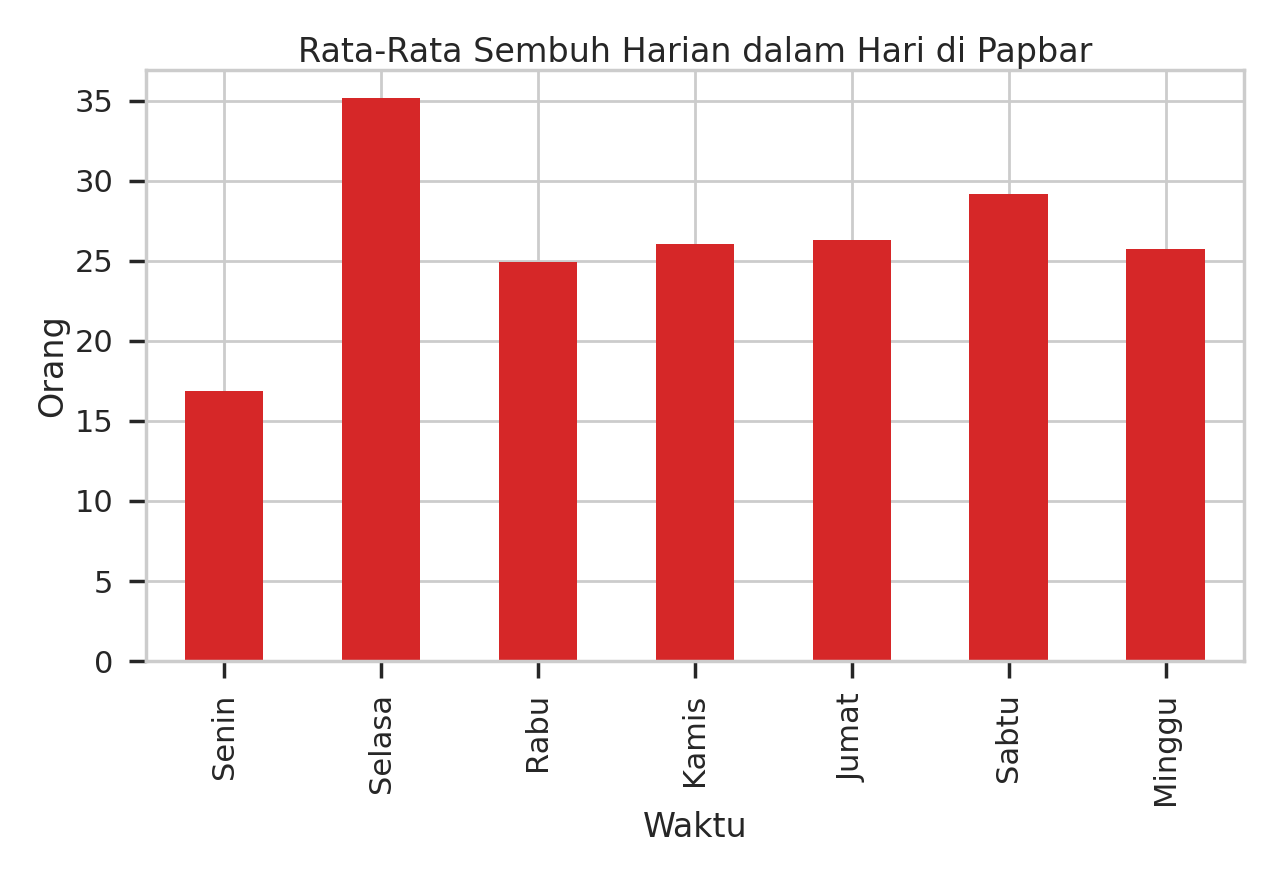 Rata-Rata Sembuh Harian dalam Hari di Papbar
35
30
25
20
15
10
5
0
Orang
Senin
Selasa
Rabu
Kamis
Jumat
Sabtu
Minggu
Waktu